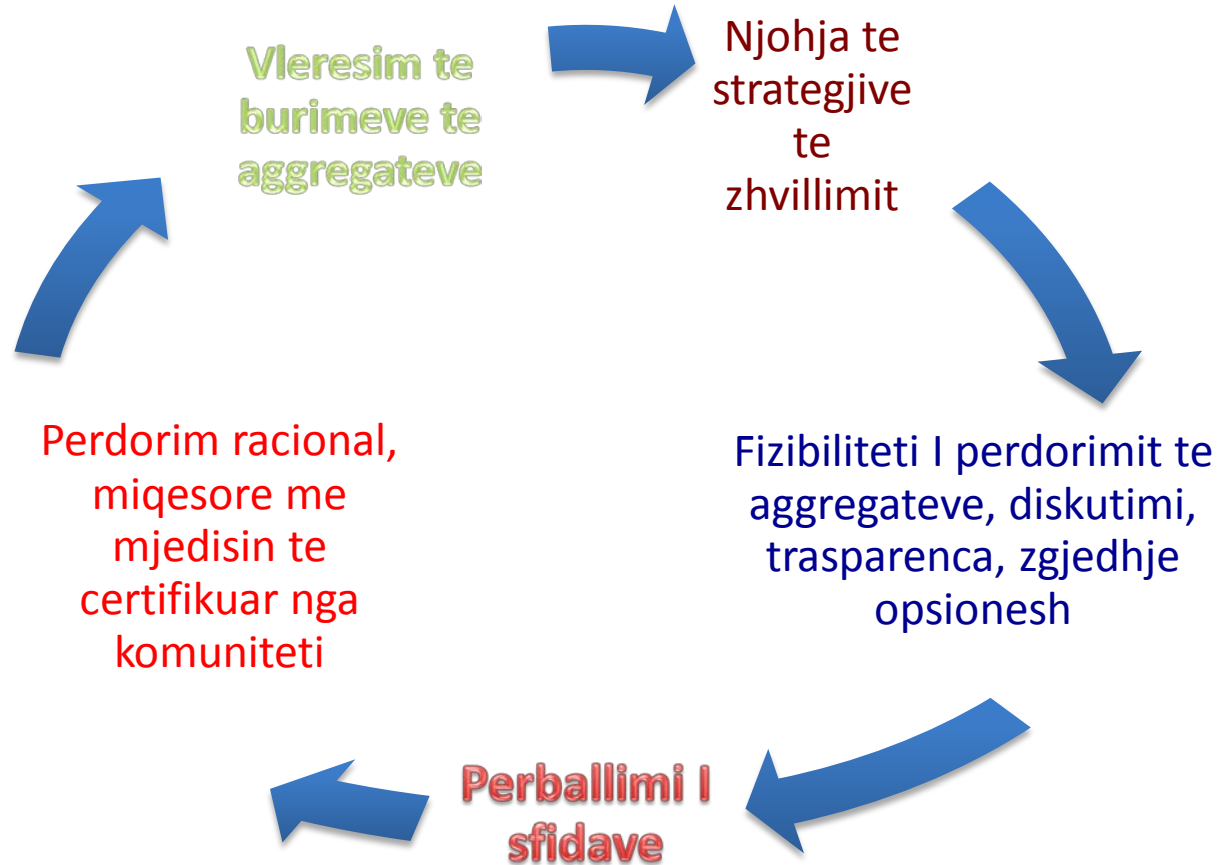 Vleresim te
burimeve te
aggregateve
Njohja te
strategjive
te
zhvillimit
Fizibiliteti I perdorimit te
aggregateve, diskutimi,
trasparenca, zgjedhje
opsionesh
Perballimi I
sfidave
Perdorim racional,
miqesore me
mjedisin te
certifikuar nga
komuniteti